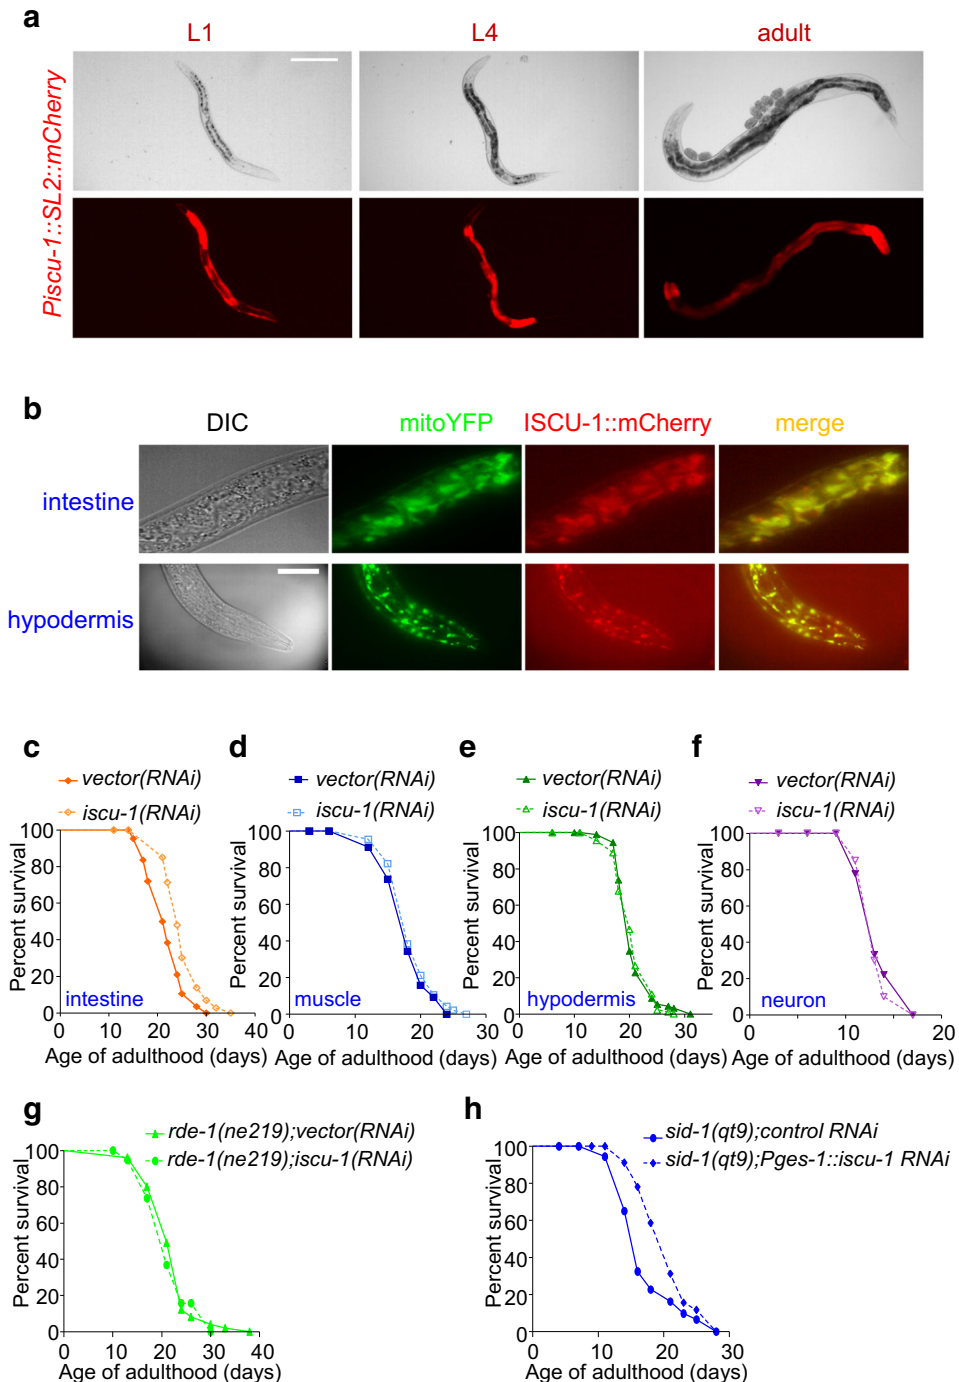 a
L1 L4 adult
Piscu-1::SL2::mCherry
b
DIC mitoYFP ISCU-1::mCherry merge
intestine
hypodermis
c
vector(RNAi)
iscu-1(RNAi)
Percent survival
100
80
60
40
20
0
intestine
0 10 20 30 40
Age of adulthood (days)
d
vector(RNAi)
iscu-1(RNAi)
Percent survival
100
80
60
40
20
0
muscle
0 10 20 30
Age of adulthood (days)
e
vector(RNAi)
iscu-1(RNAi)
Percent survival
100
80
60
40
20
0
hypodermis
0 10 20 30
Age of adulthood (days)
f
vector(RNAi)
iscu-1(RNAi)
Percent survival
100
80
60
40
20
0
neuron
0 10 20
Age of adulthood (days)
g
rde-1(ne219);vector(RNAi)
rde-1(ne219);iscu-1(RNAi)
Percent survival
100
80
60
40
20
0
0 10 20 30 40
Age of adulthood (days)
h
sid-1(qt9);control RNAi
sid-1(qt9);Pges-1::iscu-1 RNAi
Percent survival
100
80
60
40
20
0
0 10 20 30
Age of adulthood (days)